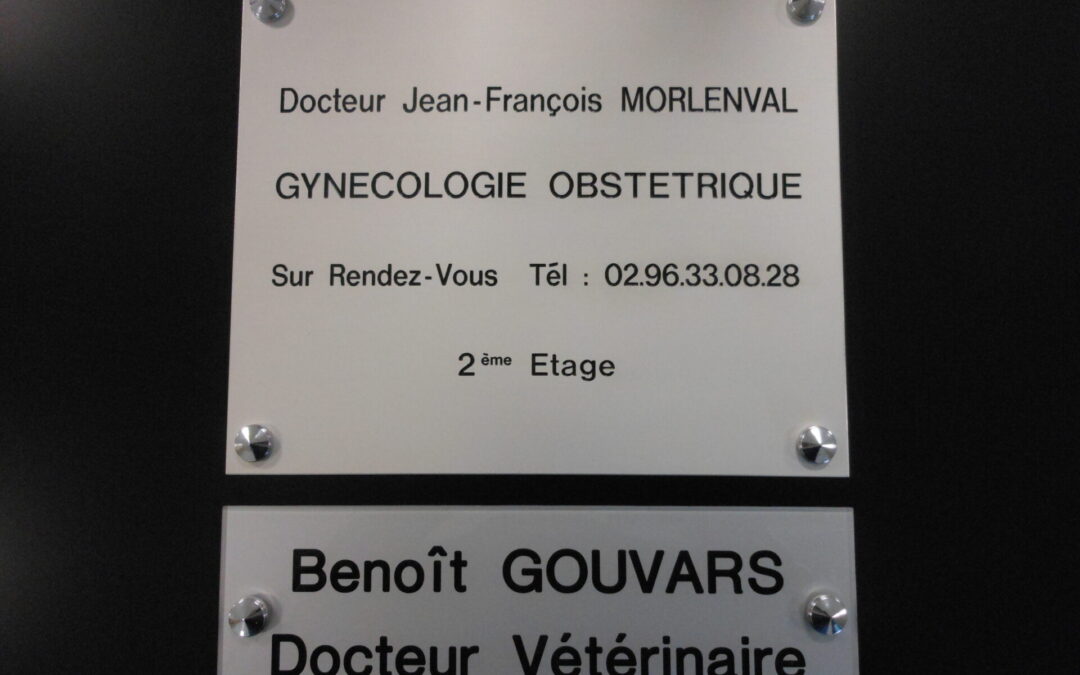 Docteur Jean-François MORLENVAL
GYNECOLOGIE OBSTETRIQUE
Sur Rendez-Vous Tél : 02.96.33.08.28
2ème Etage
Benoît GOUVARS
Docteur Vétérinaire